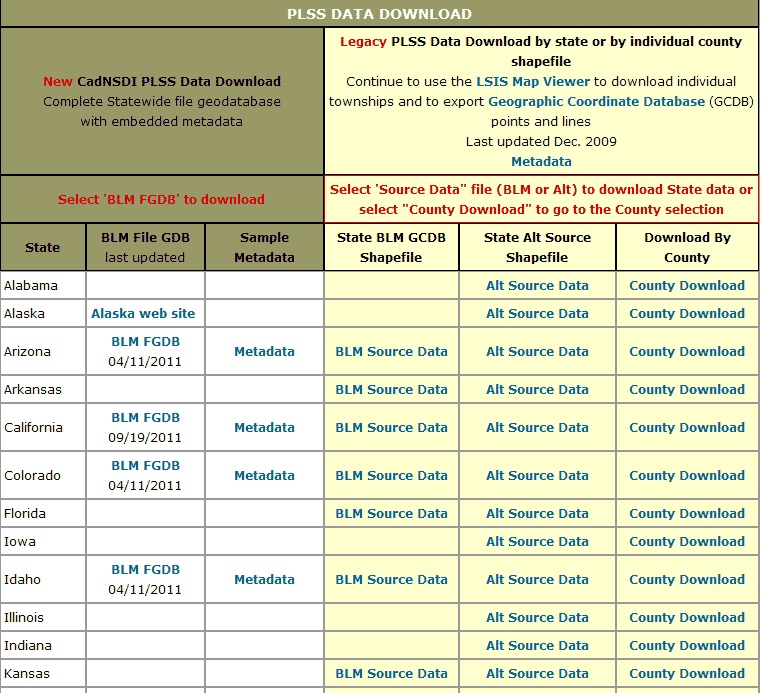 PLSS DATA DOWNLOAD
New CadNSDI PLSS Data Download
Complete Statewide file geodatabase
with embedded metadata
Legacy PLSS Data Download by state or by individual county
shapefile
Continue to use the LSIS Map Viewer to download individual
townships and to export Geographic Coordinate Database (GCDB)
points and lines
Last updated Dec. 2009
Metadata
Select 'BLM FGDB' to download
Select 'Source Data" file (BLM or Alt) to download State data or
select "County Download" to go to the County selection
State
BLM File GDB
last updated
Sample
Metadata
State BLM GCDB
Shapefile
State Alt Source
Shapefile
Download By
County
Alabama Alt Source Data County Download
Alaska Alaska web site Alt Source Data County Download
Arizona BLM FGDB
04/11/2011 Metadata BLM Source Data Alt Source Data County Download
Arkansas BLM Source Data Alt Source Data County Download
California BLM FGDB
09/19/2011 Metadata BLM Source Data Alt Source Data County Download
Colorado BLM FGDB
04/11/2011 Metadata BLM Source Data Alt Source Data County Download
Florida BLM Source Data Alt Source Data County Download
Iowa Alt Source Data County Download
Idaho BLM FGDB
04/11/2011 Metadata BLM Source Data Alt Source Data County Download
Illinois Alt Source Data County Download
Indiana Alt Source Data County Download
Kansas BLM Source Data Alt Source Data County Download